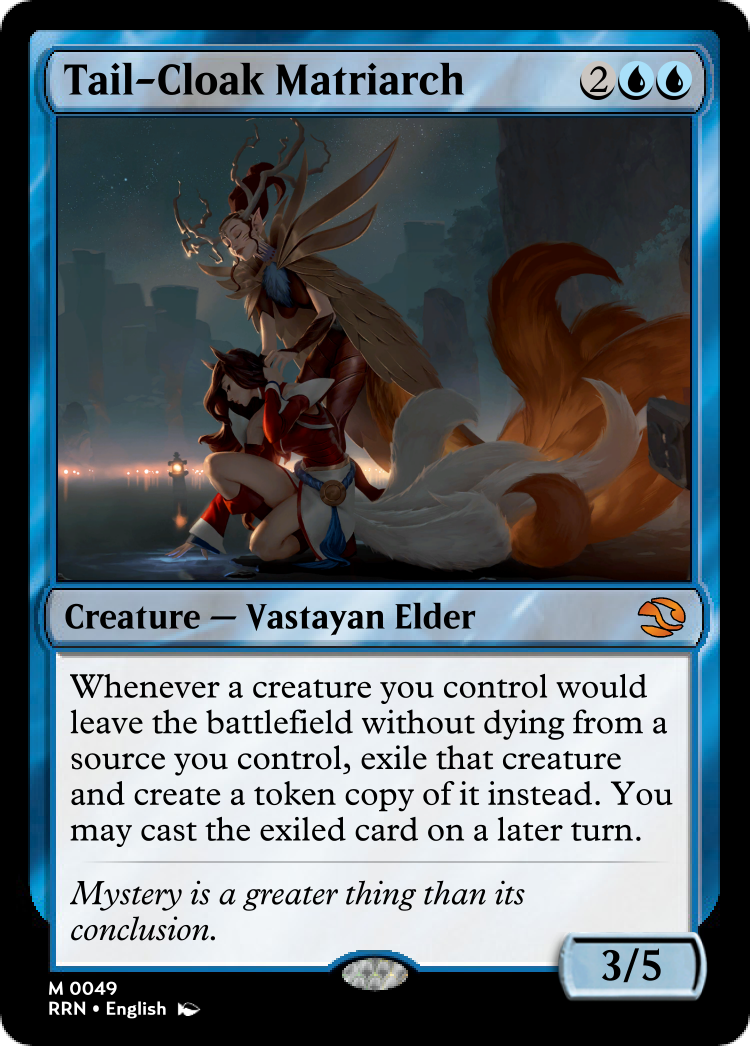 Tail-Cloak Matriarch 2
Creature — Vastayan Elder
Whenever a creature you control would
leave the battlefield without dying from a
source you control, exile that creature
and create a token copy of it instead. You
may cast the exiled card on a later turn.
Mystery is a greater thing than its
conclusion.
3/5
M 0049
RRN • English